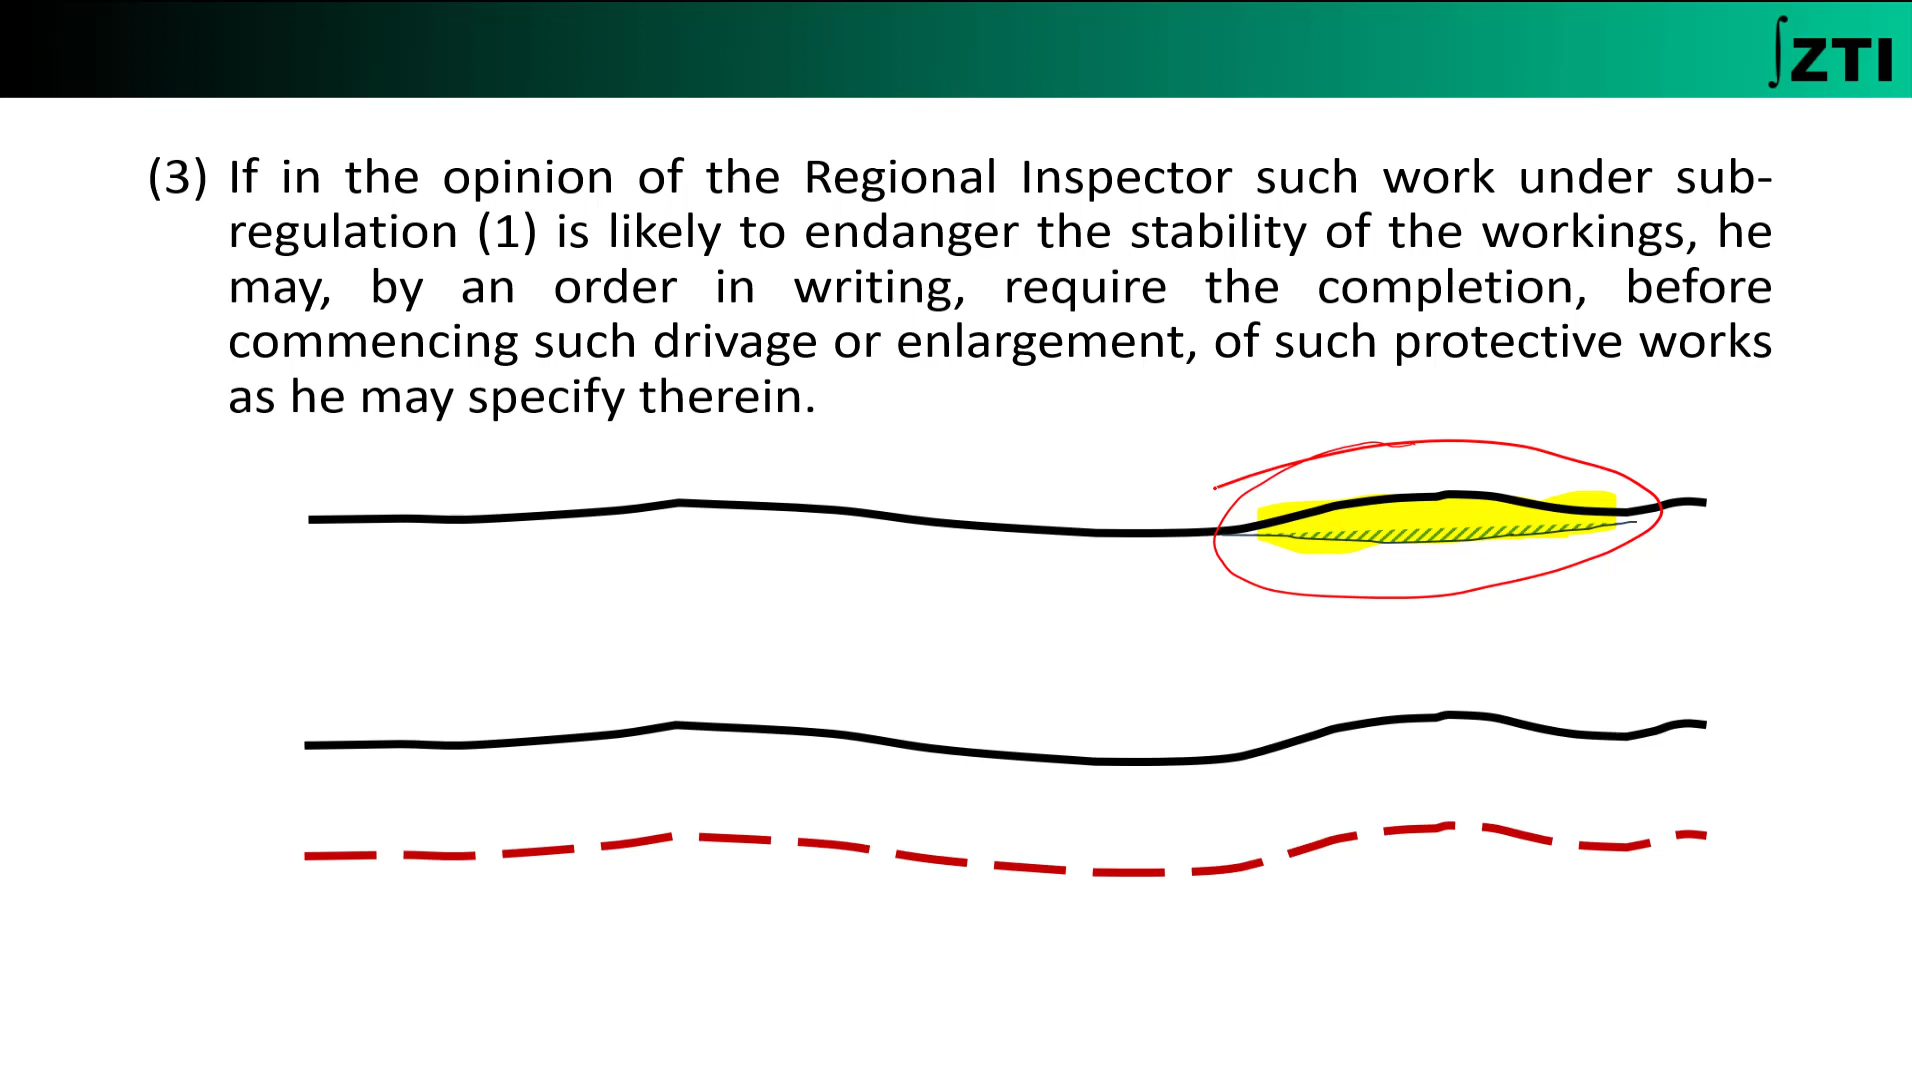 ∫ZTI
(3) If in the opinion of the Regional Inspector such work under sub-
regulation (1) is likely to endanger the stability of the workings, he
may, by an order in writing, require the completion, before
commencing such drivage or enlargement, of such protective works
as he may specify therein.